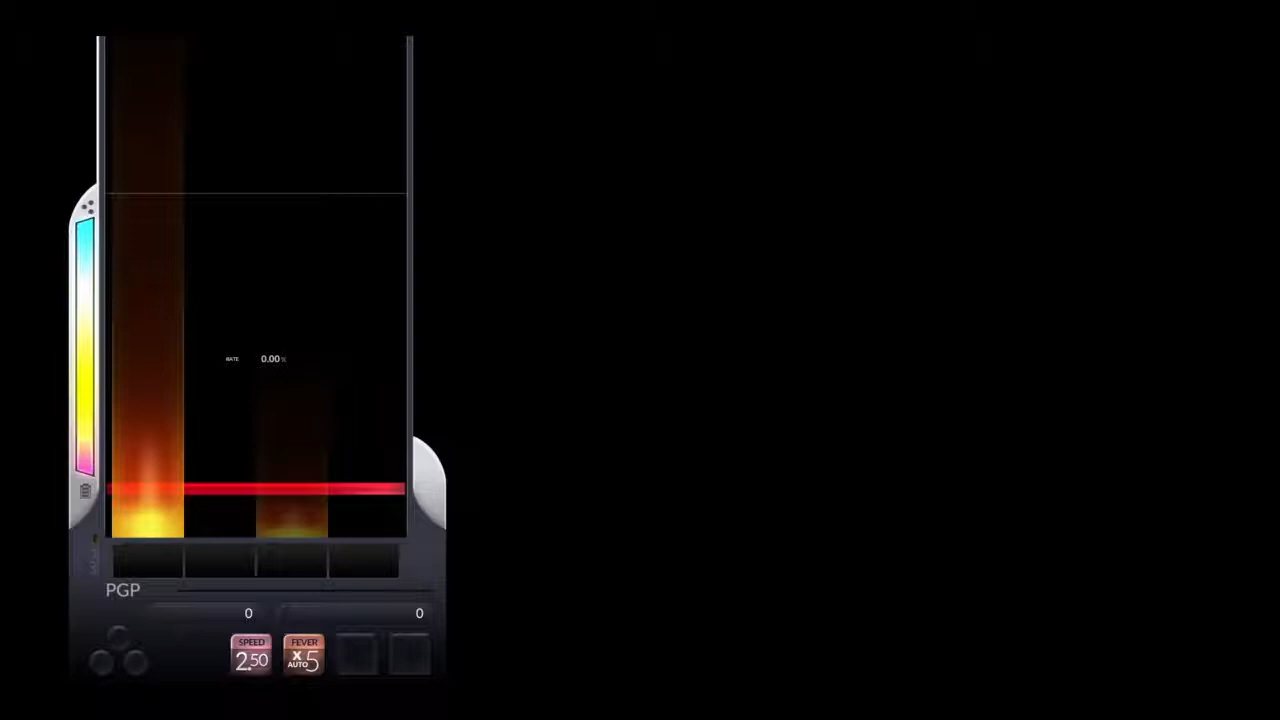 RATE 0.00 %
PGP
0 0
SPEED FEVER
2.50 X AUTO 5